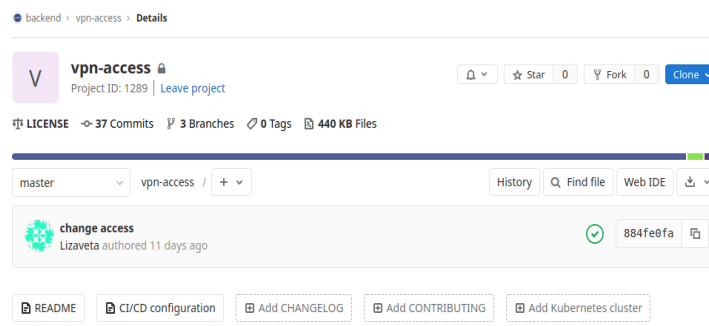 backend > vpn-access > Details
V
vpn-access
Project ID: 1289 | Leave project
Star 0 Fork 0 Clone
LICENSE 37 Commits 3 Branches 0 Tags 440 KB Files
master vpn-access / + History Find file Web IDE
change access
Lizaveta authored 11 days ago
884fe0fa
README CI/CD configuration Add CHANGELOG Add CONTRIBUTING Add Kubernetes cluster